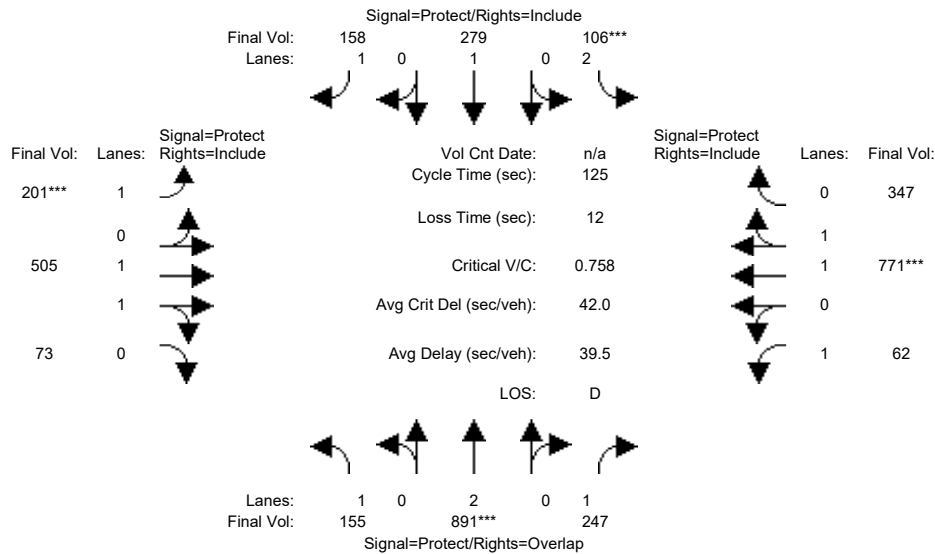 Signal=Protect/Rights=Include
Final Vol: 158 279 106***
Lanes: 1 0 1 0 2
Signal=Protect Signal=Protect
Final Vol: Lanes: Rights=Include Vol Cnt Date: n/a Rights=Include Lanes: Final Vol:
Cycle Time (sec): 125
201*** 1 0 347
Loss Time (sec): 12
0 1
505 1 Critical V/C: 0.758 1 771***
1 Avg Crit Del (sec/veh): 42.0 0
73 0 Avg Delay (sec/veh): 39.5 1 62
LOS: D
Lanes: 1 0 2 0 1
Final Vol: 155 891*** 247
Signal=Protect/Rights=Overlap